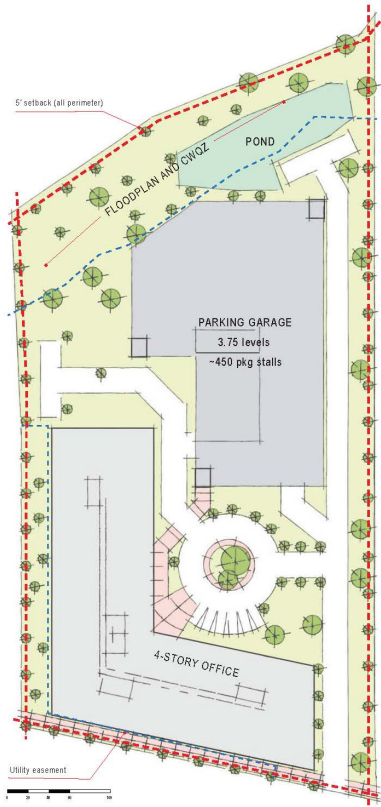 5' setback (all perimeter)
POND
FLOODPLAN AND CWQZ
PARKING GARAGE
3.75 levels
~450 pkg stalls
4-STORY OFFICE
Utility easement